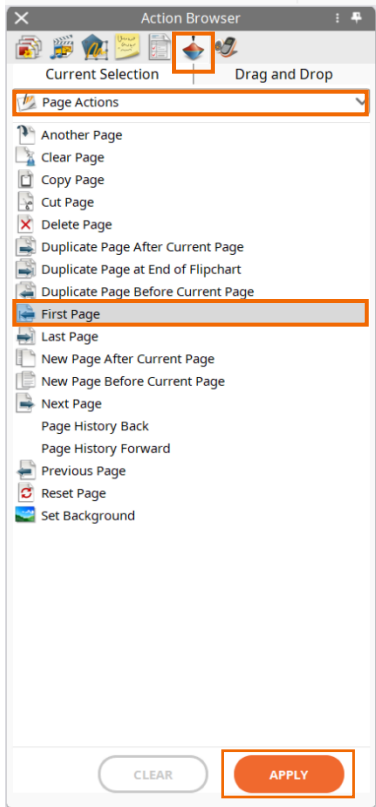 Action Browser
Current Selection | Drag and Drop
Page Actions
Another Page
Clear Page
Copy Page
Cut Page
Delete Page
Duplicate Page After Current Page
Duplicate Page at End of Flipchart
Duplicate Page Before Current Page
First Page
Last Page
New Page After Current Page
New Page Before Current Page
Next Page
Page History Back
Page History Forward
Previous Page
Reset Page
Set Background
CLEAR APPLY